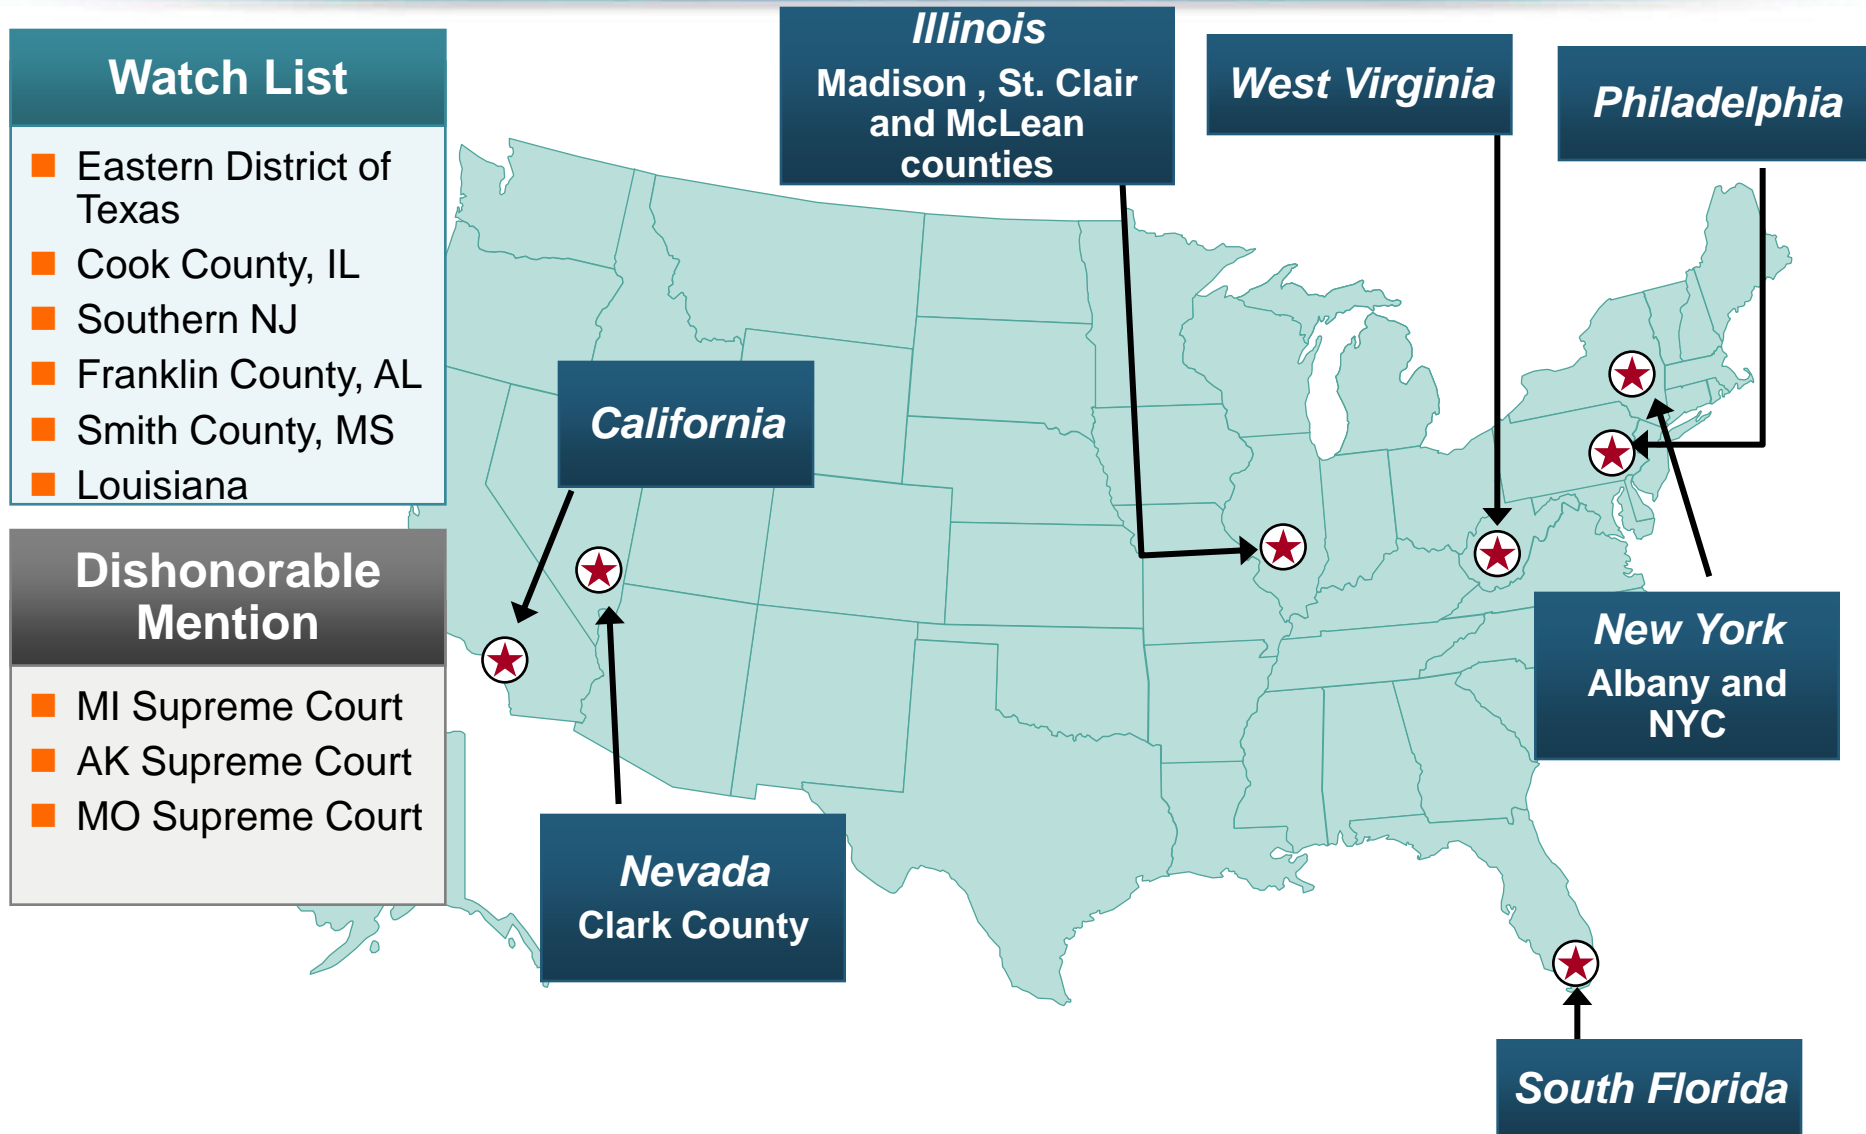 Watch List
Eastern District of
Texas
Cook County, IL
Southern NJ
Franklin County, AL
Smith County, MS
Louisiana
Dishonorable
Mention
MI Supreme Court
AK Supreme Court
MO Supreme Court
Illinois
Madison , St. Clair
and McLean
counties
West Virginia
Philadelphia
California
Nevada
Clark County
New York
Albany and
NYC
South Florida